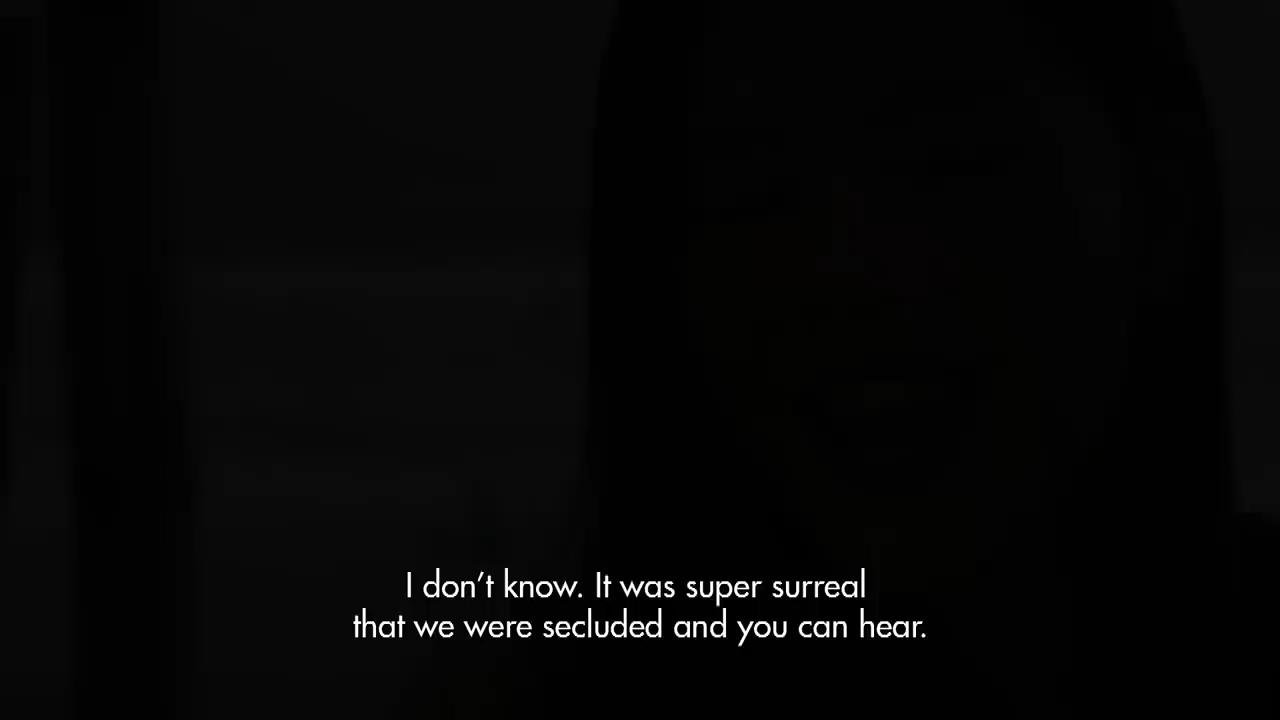 I don’t know. It was super surreal
that we were secluded and you can hear.